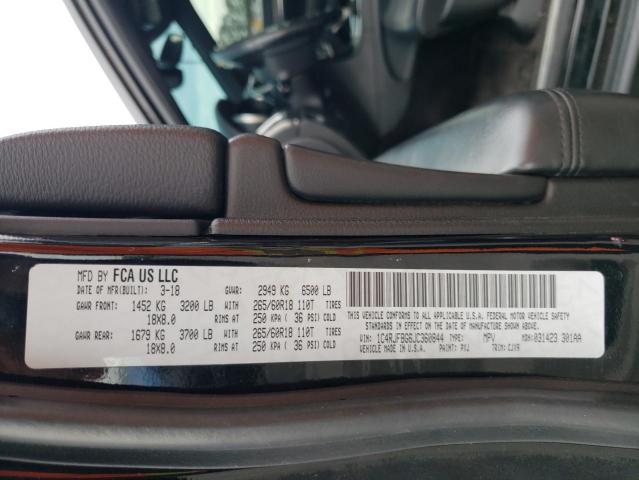 MFD BY FCA US LLC
DATE OF MFR(BUILT): 3-18 GVWR: 2949 KG 6500 LB
GAWR FRONT: 1452 KG 3200 LB WITH 265/60R18 110T TIRES
18X8.0 RIMS AT 250 KPA ( 36 PSI) COLD
GAWR REAR: 1679 KG 3700 LB WITH 265/60R18 110T TIRES
18X8.0 RIMS AT 250 KPA ( 36 PSI) COLD
THIS VEHICLE CONFORMS TO ALL APPLICABLE U.S.A. FEDERAL MOTOR VEHICLE SAFETY
STANDARDS IN EFFECT ON THE DATE OF MANUFACTURE SHOWN ABOVE.
VIN: 1C4RJFBG6JC360844 TYPE: MPV MDH: 031423 301AA
VEHICLE MADE IN U.S.A. PAINT: PXJ TRIM: CJX9